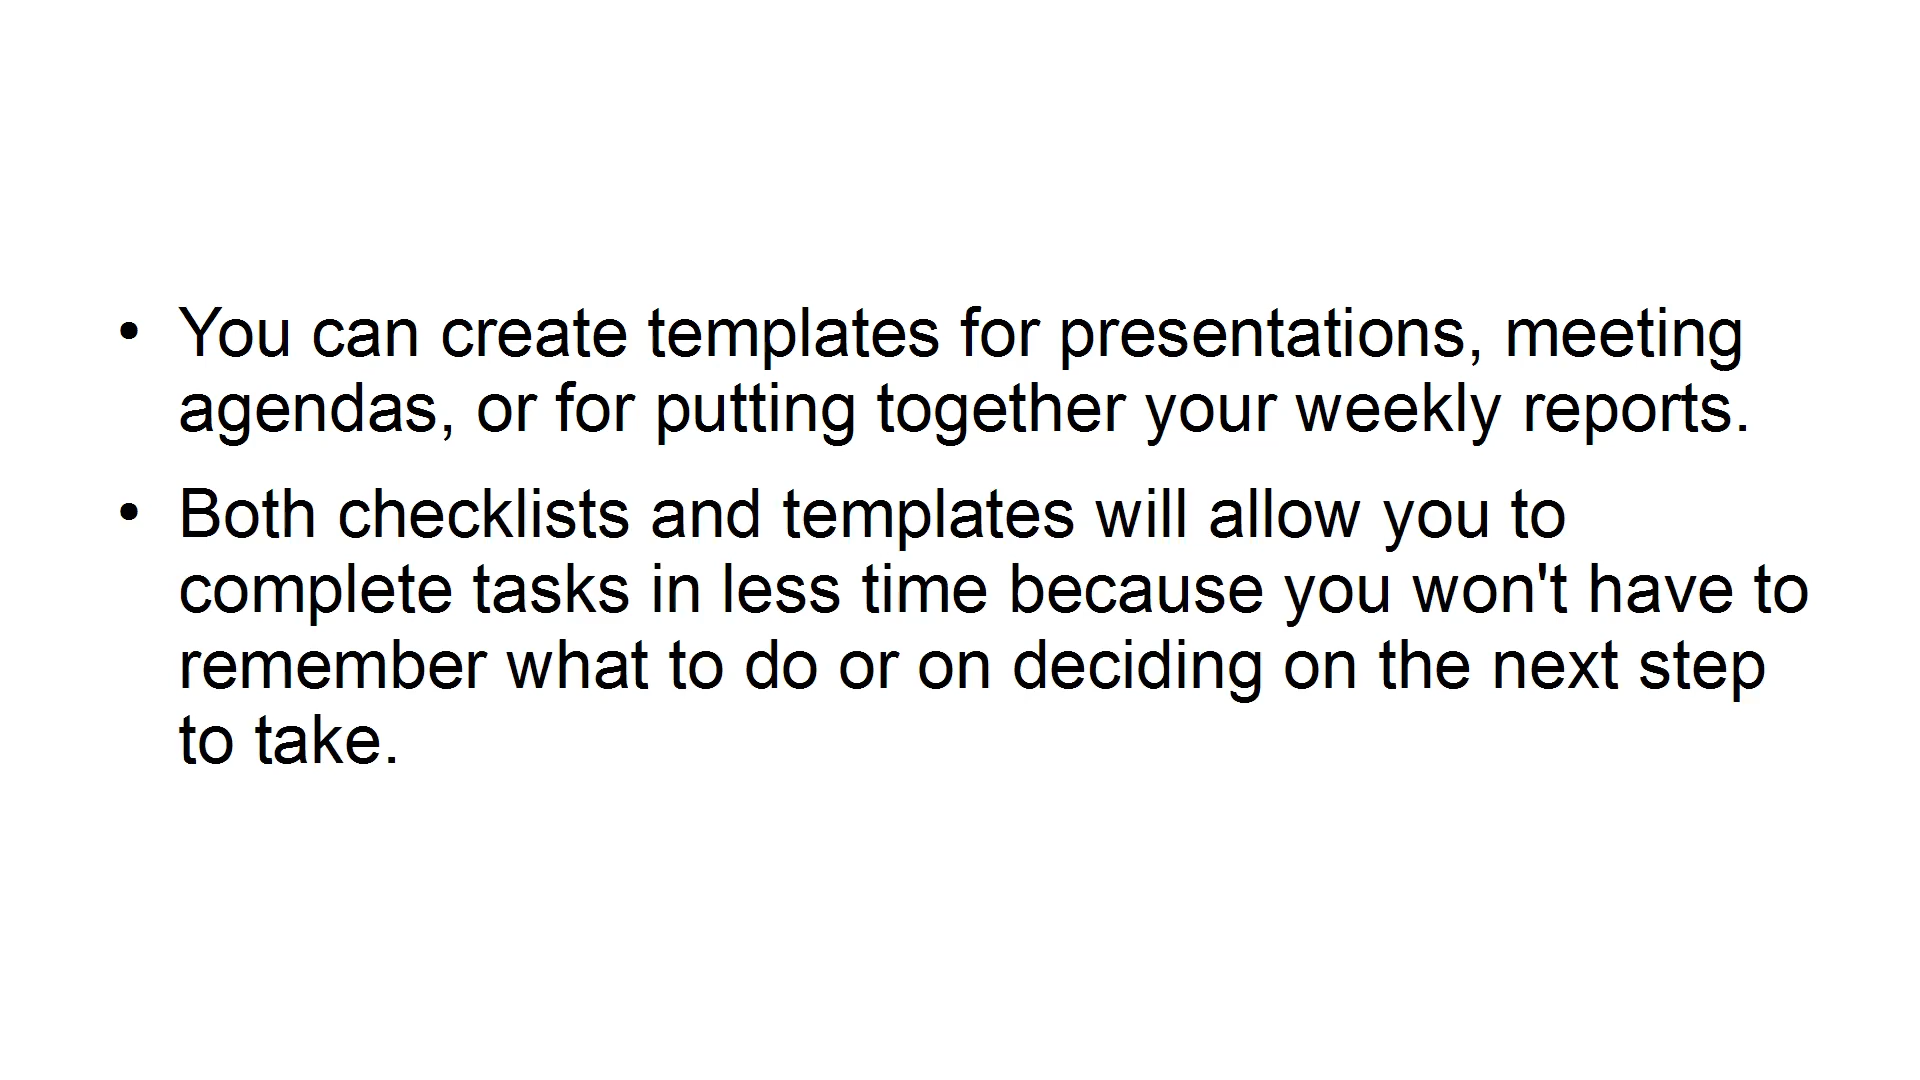 • You can create templates for presentations, meeting
agendas, or for putting together your weekly reports.
• Both checklists and templates will allow you to
complete tasks in less time because you won't have to
remember what to do or on deciding on the next step
to take.